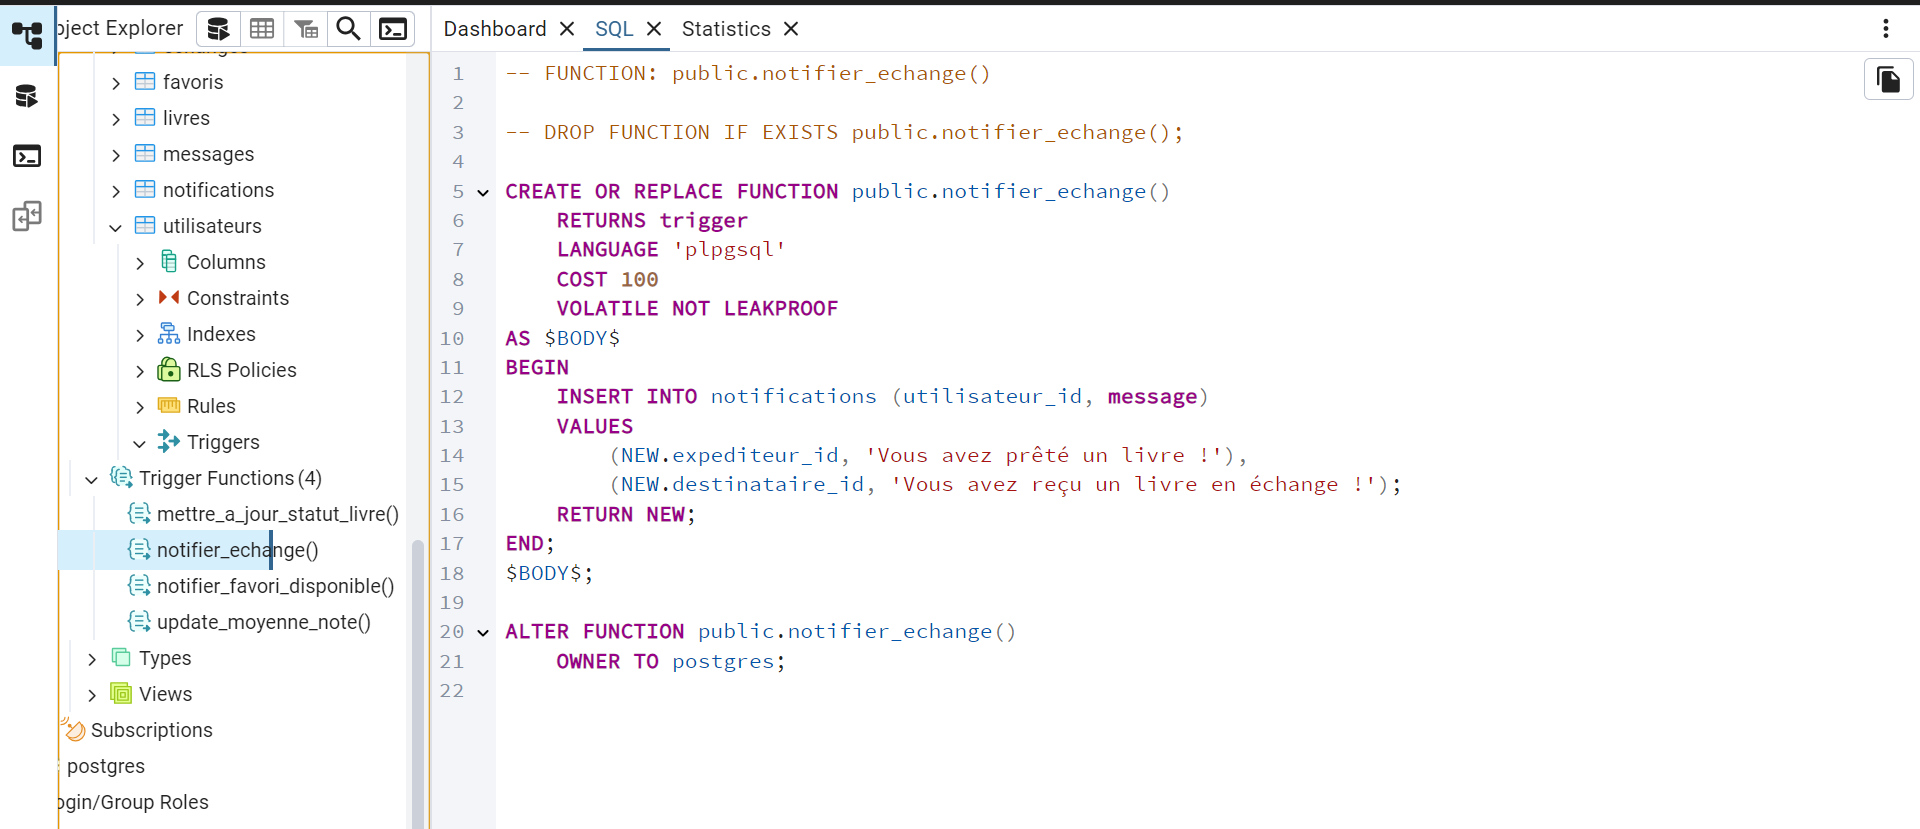 bject Explorer
Dashboard
SQL
Statistics
favoris
livres
messages
notifications
utilisateurs
Columns
Constraints
Indexes
RLS Policies
Rules
Triggers
Trigger Functions (4)
mettre_a_jour_statut_livre()
notifier_echange()
notifier_favori_disponible()
update_moyenne_note()
Types
Views
Subscriptions
postgres
ogin/Group Roles
1 -- FUNCTION: public.notifier_echange()
2
3 -- DROP FUNCTION IF EXISTS public.notifier_echange();
4
5 CREATE OR REPLACE FUNCTION public.notifier_echange()
6     RETURNS trigger
7     LANGUAGE 'plpgsql'
8     COST 100
9     VOLATILE NOT LEAKPROOF
10 AS $BODY$
11 BEGIN
12     INSERT INTO notifications (utilisateur_id, message)
13     VALUES
14         (NEW.expediteur_id, 'Vous avez prêté un livre !'),
15         (NEW.destinataire_id, 'Vous avez reçu un livre en échange !');
16     RETURN NEW;
17 END;
18 $BODY$;
19
20 ALTER FUNCTION public.notifier_echange()
21     OWNER TO postgres;
22